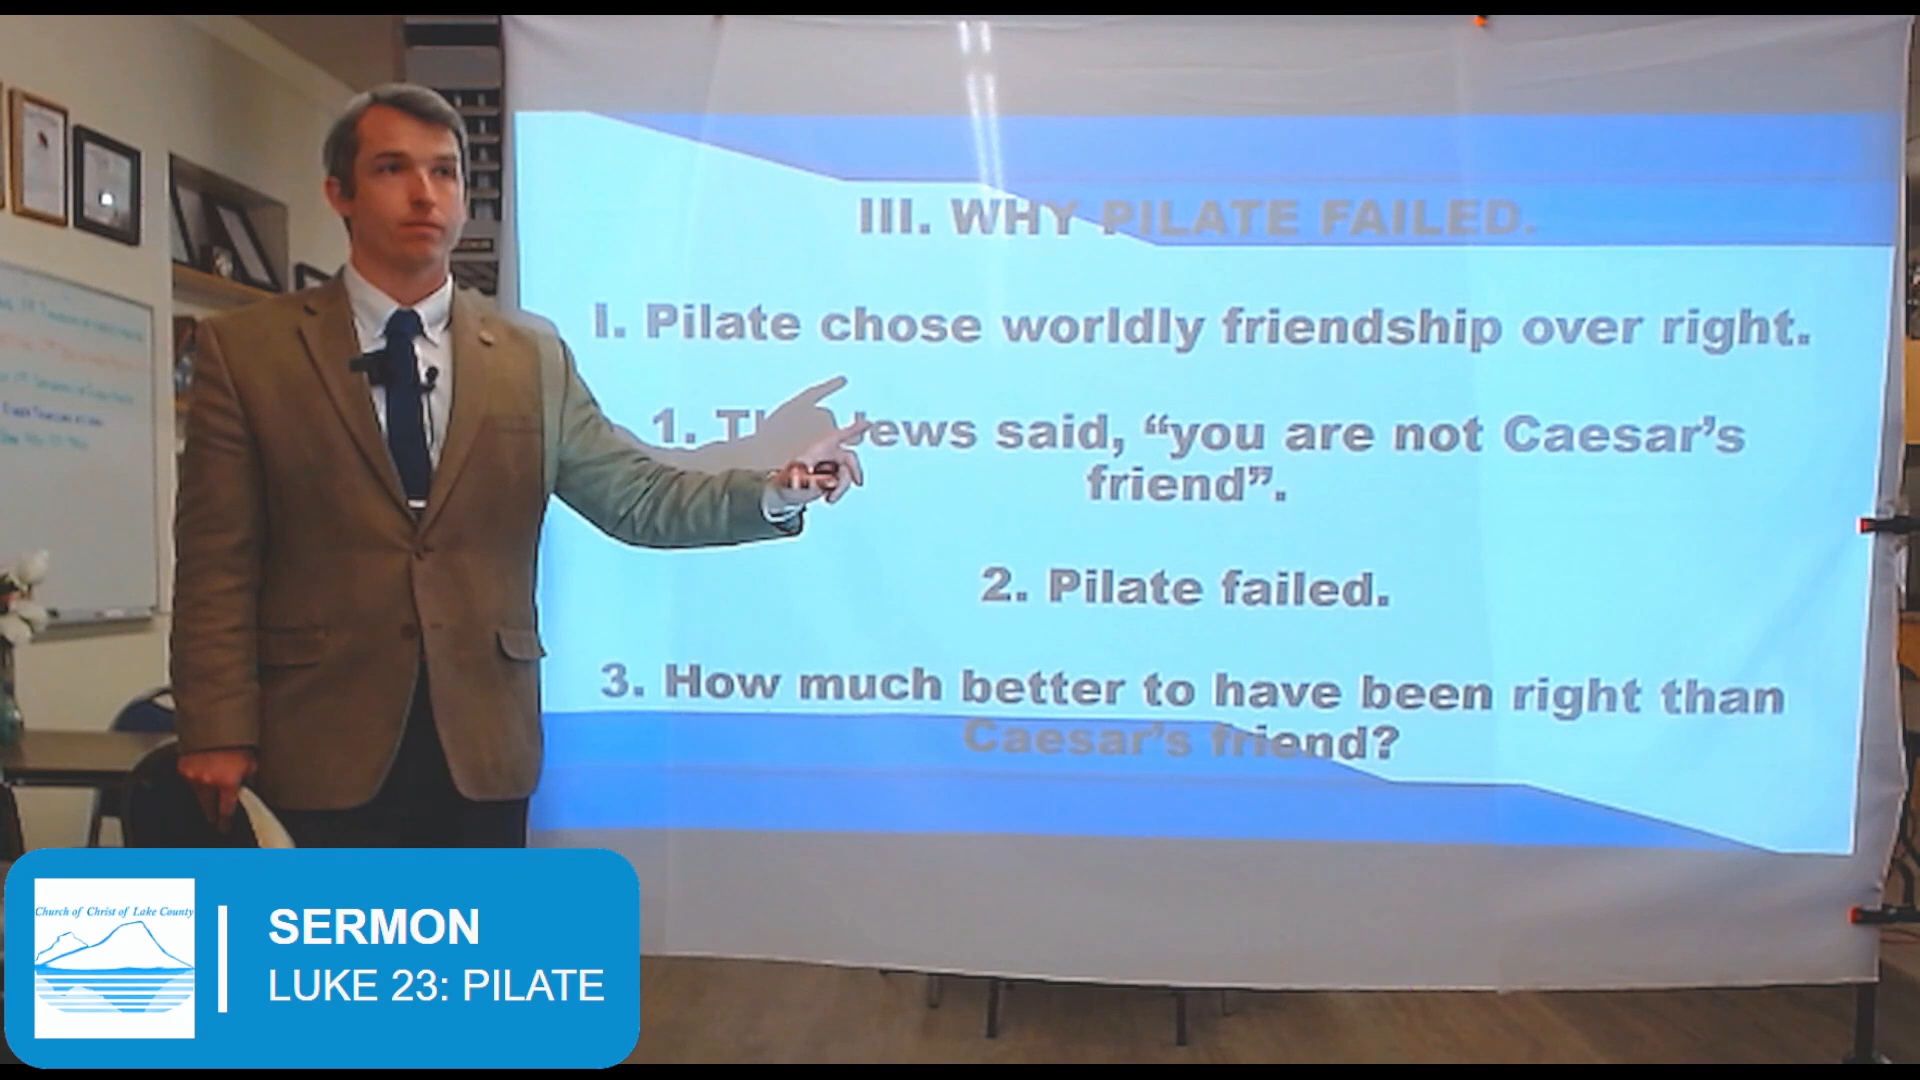 III. WHY PILATE FAILED.
I. Pilate chose worldly friendship over right.
1. Jews said, “you are not Caesar’s
friend”.
2. Pilate failed.
3. How much better to have been right than
Caesar’s friend?
Church of Christ of Lake County
SERMON
LUKE 23: PILATE